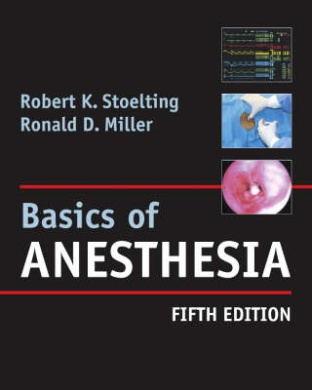 Robert K. Stoelting
Ronald D. Miller
Basics of
ANESTHESIA
FIFTH EDITION